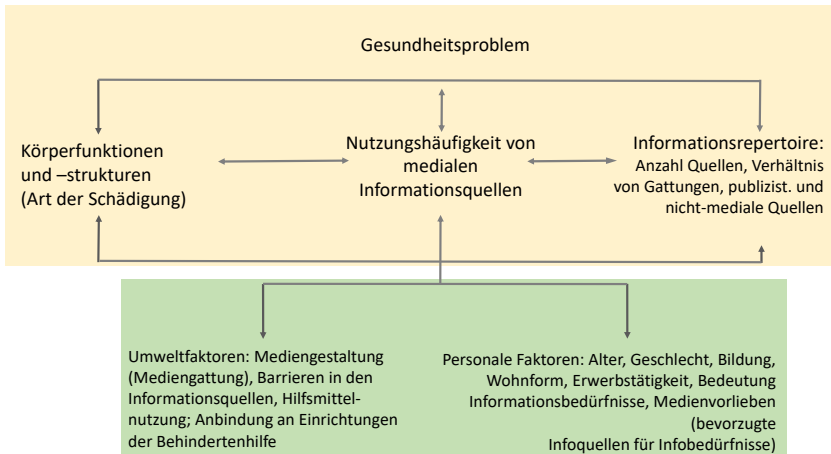 Gesundheitsproblem
Körperfunktionen
und –strukturen
(Art der Schädigung)
Nutzungshäufigkeit von
medialen
Informationsquellen
Informationsrepertoire:
Anzahl Quellen, Verhältnis
von Gattungen, publizist. und
nicht-mediale Quellen
Umweltfaktoren: Mediengestaltung
(Mediengattung), Barrieren in den
Informationsquellen, Hilfsmittel-
nutzung; Anbindung an Einrichtungen
der Behindertenhilfe
Personale Faktoren: Alter, Geschlecht, Bildung,
Wohnform, Erwerbstätigkeit, Bedeutung
Informationsbedürfnisse, Medienvorlieben
(bevorzugte
Infoquellen für Infobedürfnisse)